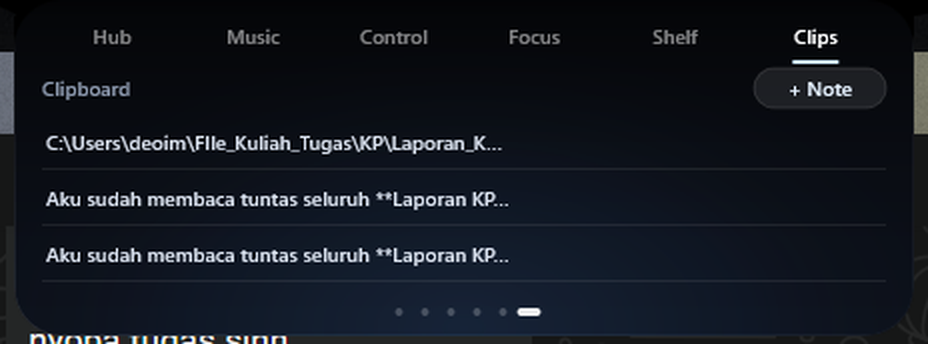 Hub Music Control Focus Shelf Clips
Clipboard + Note
C:\Users\deoim\FIle_Kuliah_Tugas\KP\Laporan_K...
Aku sudah membaca tuntas seluruh **Laporan KP...
Aku sudah membaca tuntas seluruh **Laporan KP...